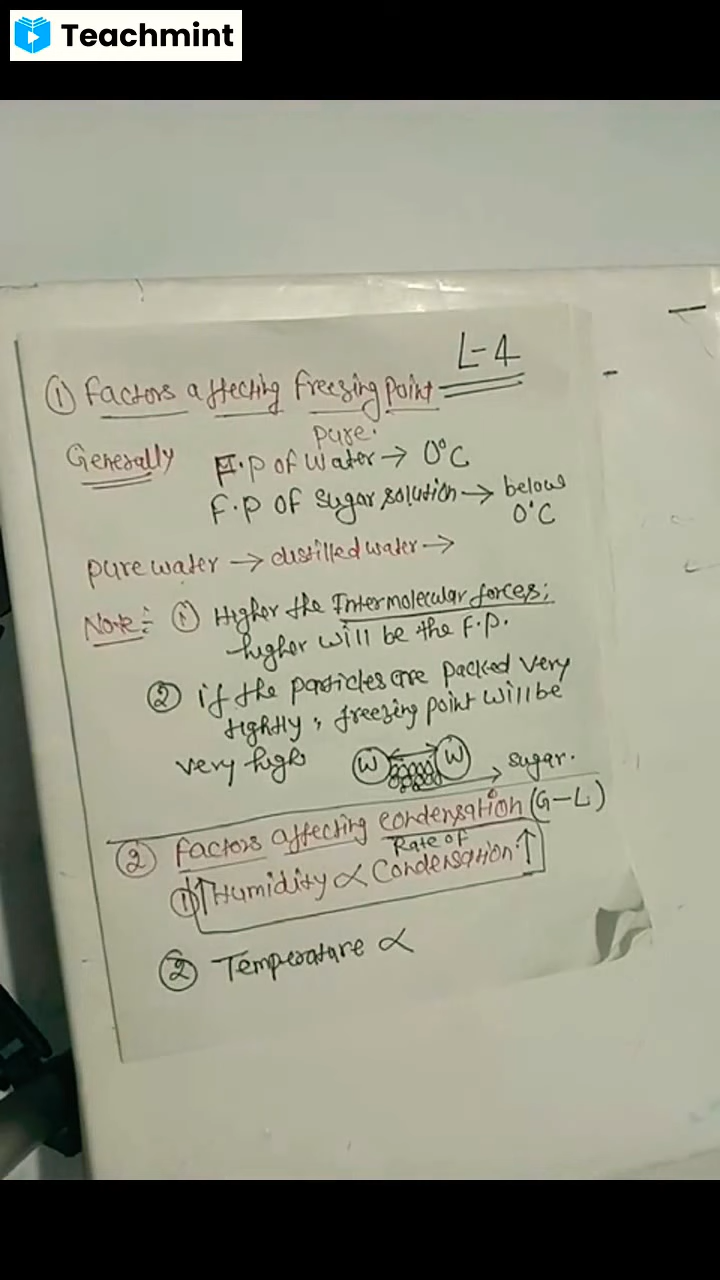 Teachmint
L-4
① Factors affecting Freezing Point
pure.
Generally F.P of Water → 0°C
F.P OF Sugar solution → below
0°C
pure water → distilled water →
Note:- ① Higher the Intermolecular forces;
higher will be the F.P.
② if the particles are packed very
tightly, freezing point will be
very high
W W → sugar.
② Factors affecting condensation (G-L)
Rate of
① ↑Humidity ∝ Condensation ↑
② Temperature ∝